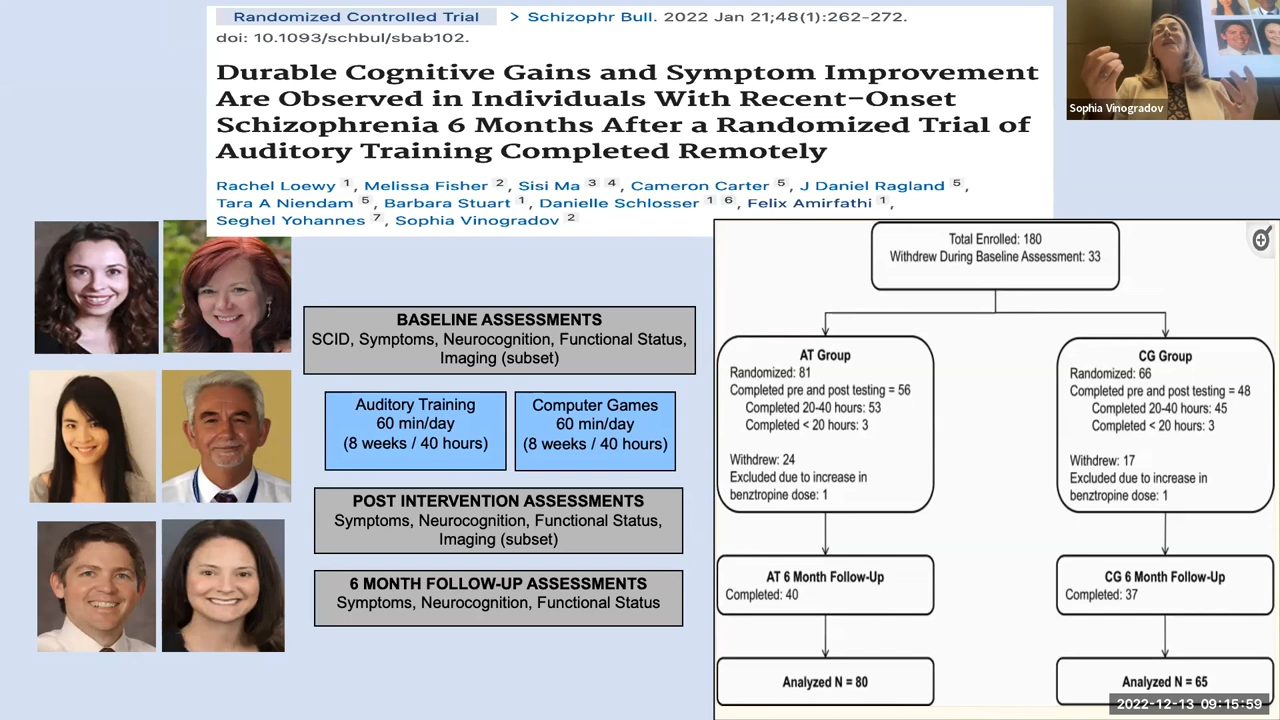 Randomized Controlled Trial > Schizophr Bull. 2022 Jan 21;48(1):262-272.
doi: 10.1093/schbul/sbab102.
Durable Cognitive Gains and Symptom Improvement
Are Observed in Individuals With Recent-Onset
Schizophrenia 6 Months After a Randomized Trial of
Auditory Training Completed Remotely
Rachel Loewy 1, Melissa Fisher 2, Sisi Ma 3 4, Cameron Carter 5, J Daniel Ragland 5,
Tara A Niendam 5, Barbara Stuart 1, Danielle Schlosser 1 6, Felix Amirfathi 1,
Seghel Yohannes 7, Sophia Vinogradov 2
Sophia Vinogradov
BASELINE ASSESSMENTS
SCID, Symptoms, Neurocognition, Functional Status,
Imaging (subset)
Auditory Training
60 min/day
(8 weeks / 40 hours)
Computer Games
60 min/day
(8 weeks / 40 hours)
POST INTERVENTION ASSESSMENTS
Symptoms, Neurocognition, Functional Status,
Imaging (subset)
6 MONTH FOLLOW-UP ASSESSMENTS
Symptoms, Neurocognition, Functional Status
Total Enrolled: 180
Withdrew During Baseline Assessment: 33
AT Group
Randomized: 81
Completed pre and post testing = 56
Completed 20-40 hours: 53
Completed < 20 hours: 3
Withdrew: 24
Excluded due to increase in
benztropine dose: 1
CG Group
Randomized: 66
Completed pre and post testing = 48
Completed 20-40 hours: 45
Completed < 20 hours: 3
Withdrew: 17
Excluded due to increase in
benztropine dose: 1
AT 6 Month Follow-Up
Completed: 40
CG 6 Month Follow-Up
Completed: 37
Analyzed N = 80
Analyzed N = 65
2022-12-13 09:15:59